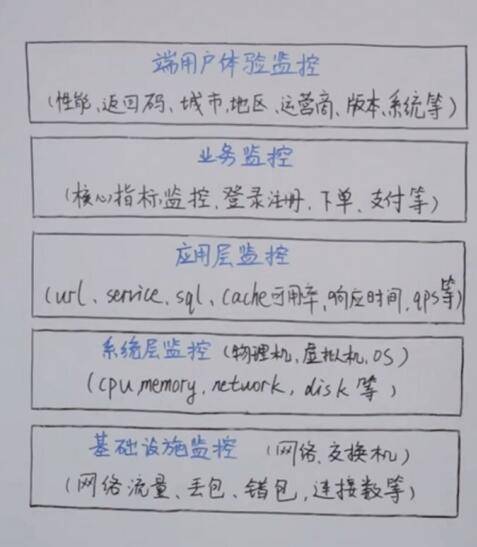 端用户体验监控
(性能、返回码、城市、地区、运营商、版本、系统等)
业务监控
(核心指标监控、登录注册、下单、支付等)
应用层监控
(url、service、sql、cache可用率、响应时间、qps等)
系统层监控 (物理机、虚拟机、OS)
(cpu、memory、network、disk等)
基础设施监控 (网络、交换机)
(网络流量、丢包、错包、连接数等)